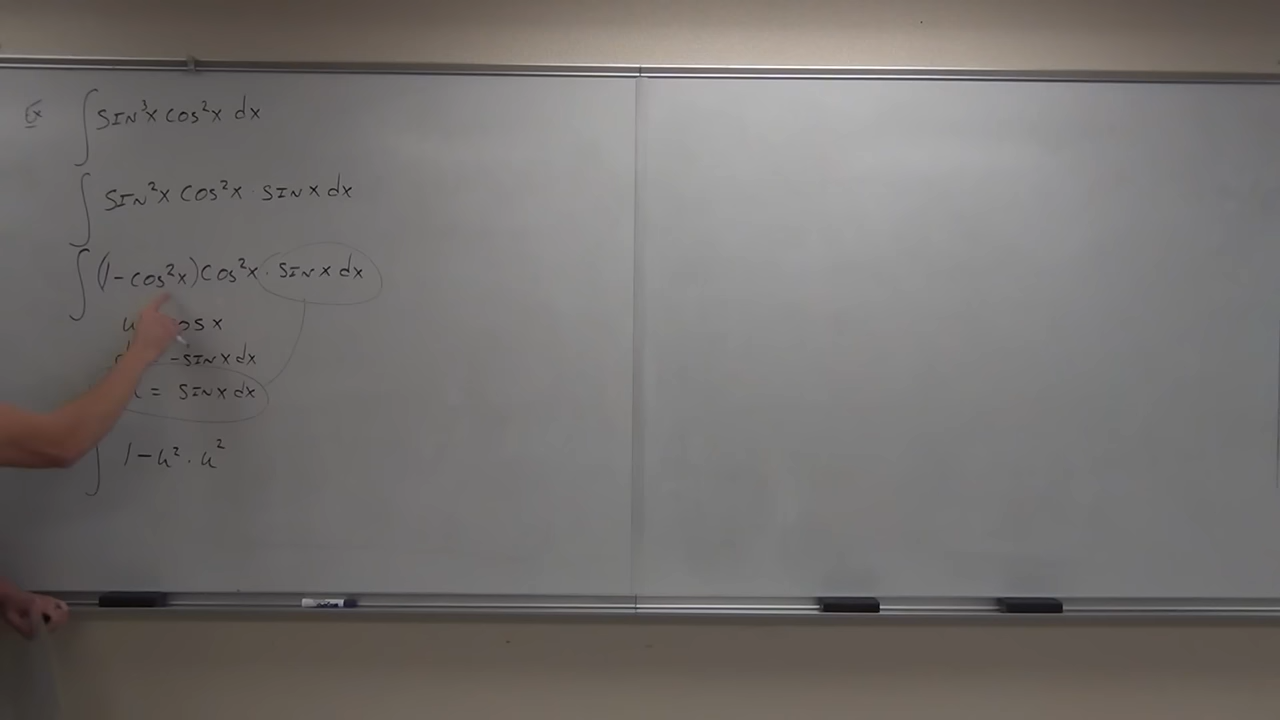 Ex ∫ SIN³x cos²x dx
∫ SIN²x cos²x · SIN x dx
∫ (1 - cos²x) cos²x · SIN x dx
u os x
-SIN x dx
= SIN x dx
∫ 1 - u² · u²